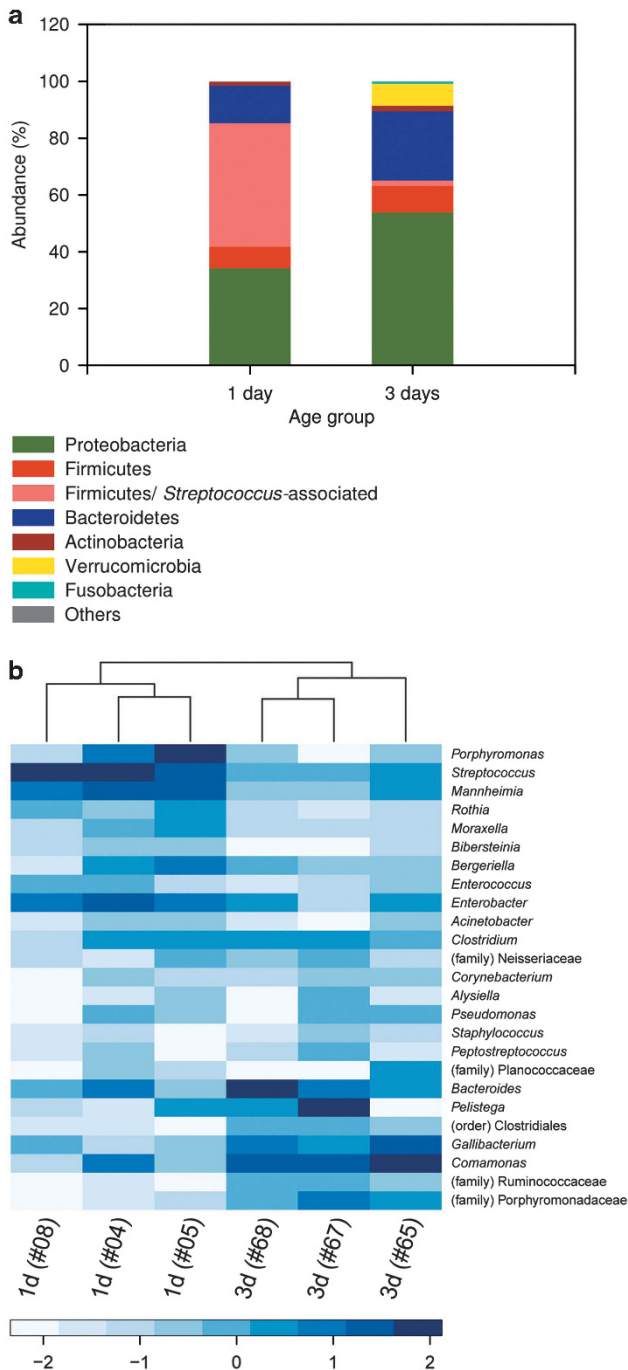 a
120
100
80
60
40
20
0
Abundance (%)
1 day 3 days
Age group
Proteobacteria
Firmicutes
Firmicutes/ Streptococcus-associated
Bacteroidetes
Actinobacteria
Verrucomicrobia
Fusobacteria
Others
b
Porphyromonas
Streptococcus
Mannheimia
Rothia
Moraxella
Bibersteinia
Bergeriella
Enterococcus
Enterobacter
Acinetobacter
Clostridium
(family) Neisseriaceae
Corynebacterium
Alysiella
Pseudomonas
Staphylococcus
Peptostreptococcus
(family) Planococcaceae
Bacteroides
Pelistega
(order) Clostridiales
Gallibacterium
Comamonas
(family) Ruminococcaceae
(family) Porphyromonadaceae
1d (#08) 1d (#04) 1d (#05) 3d (#68) 3d (#67) 3d (#65)
−2 −1 0 1 2